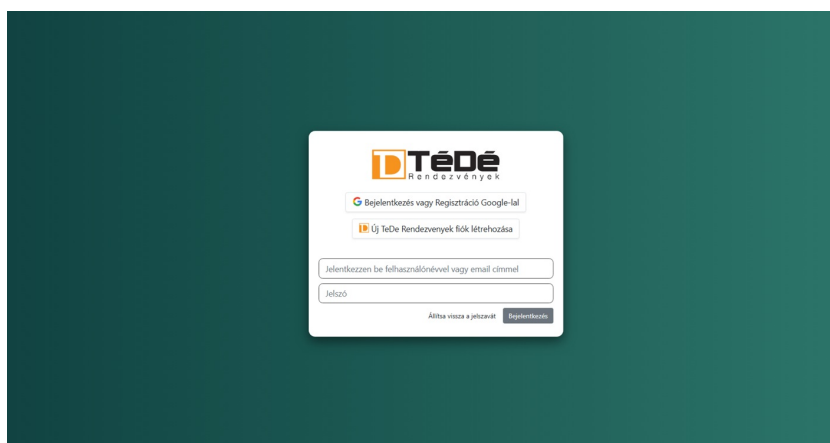 TéDé
Rendezvények
Bejelentkezés vagy Regisztráció Google-lal
Új TeDe Rendezvenyek fiók létrehozása
Jelentkezzen be felhasználónévvel vagy email címmel
Jelszó
Állítsa vissza a jelszavát Bejelentkezés